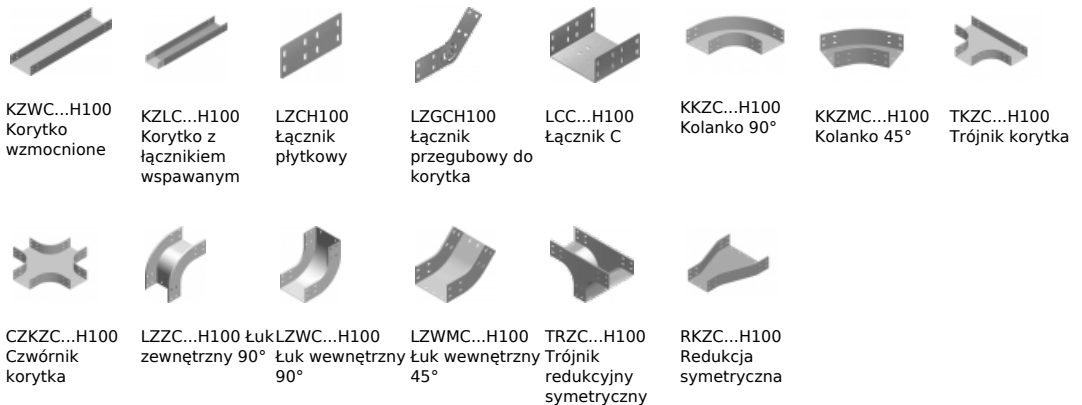 KZWC...H100
Korytko
wzmocnione
KZLC...H100
Korytko z
łącznikiem
wspawanym
LZCH100
Łącznik
płytkowy
LZGCH100
Łącznik
przegubowy do
korytka
LCC...H100
Łącznik C
KKZC...H100
Kolanko 90°
KKZMC...H100
Kolanko 45°
TKZC...H100
Trójnik korytka
CZKZC...H100
Czwórnik
korytka
LZZC...H100 Łuk
zewnętrzny 90°
LZWC...H100
Łuk wewnętrzny
90°
LZWMC...H100
Łuk wewnętrzny
45°
TRZC...H100
Trójnik
redukcyjny
symetryczny
RKZC...H100
Redukcja
symetryczna